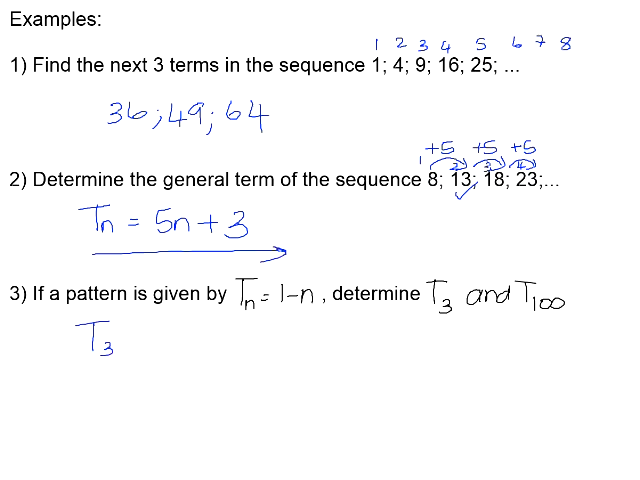 Examples:
1 2 3 4 5 6 7 8
1) Find the next 3 terms in the sequence 1; 4; 9; 16; 25; ...
36; 49; 64
+5 +5 +5
1 2 3 4
2) Determine the general term of the sequence 8; 13; 18; 23;...
Tn = 5n + 3
3) If a pattern is given by Tn = 1-n , determine T3 and T100
T3